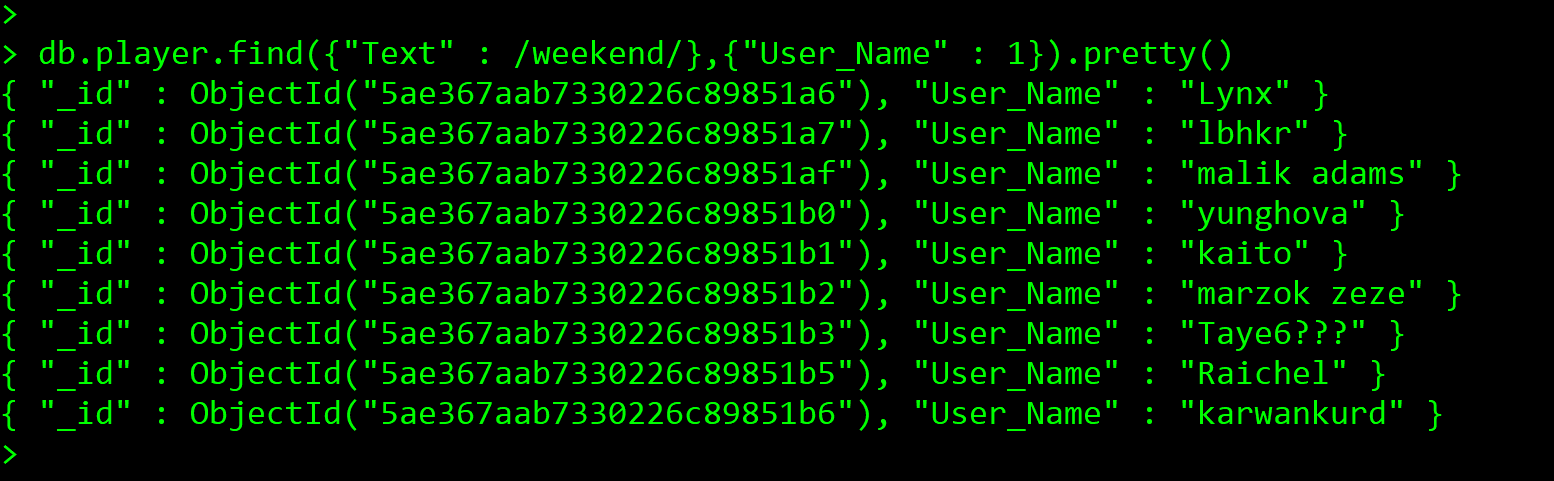 >
> db.player.find({"Text" : /weekend/},{"User_Name" : 1}).pretty()
{ "_id" : ObjectId("5ae367aab7330226c89851a6"), "User_Name" : "Lynx" }
{ "_id" : ObjectId("5ae367aab7330226c89851a7"), "User_Name" : "lbhkr" }
{ "_id" : ObjectId("5ae367aab7330226c89851af"), "User_Name" : "malik adams" }
{ "_id" : ObjectId("5ae367aab7330226c89851b0"), "User_Name" : "yunghova" }
{ "_id" : ObjectId("5ae367aab7330226c89851b1"), "User_Name" : "kaito" }
{ "_id" : ObjectId("5ae367aab7330226c89851b2"), "User_Name" : "marzok zeze" }
{ "_id" : ObjectId("5ae367aab7330226c89851b3"), "User_Name" : "Taye6???" }
{ "_id" : ObjectId("5ae367aab7330226c89851b5"), "User_Name" : "Raichel" }
{ "_id" : ObjectId("5ae367aab7330226c89851b6"), "User_Name" : "karwankurd" }
>